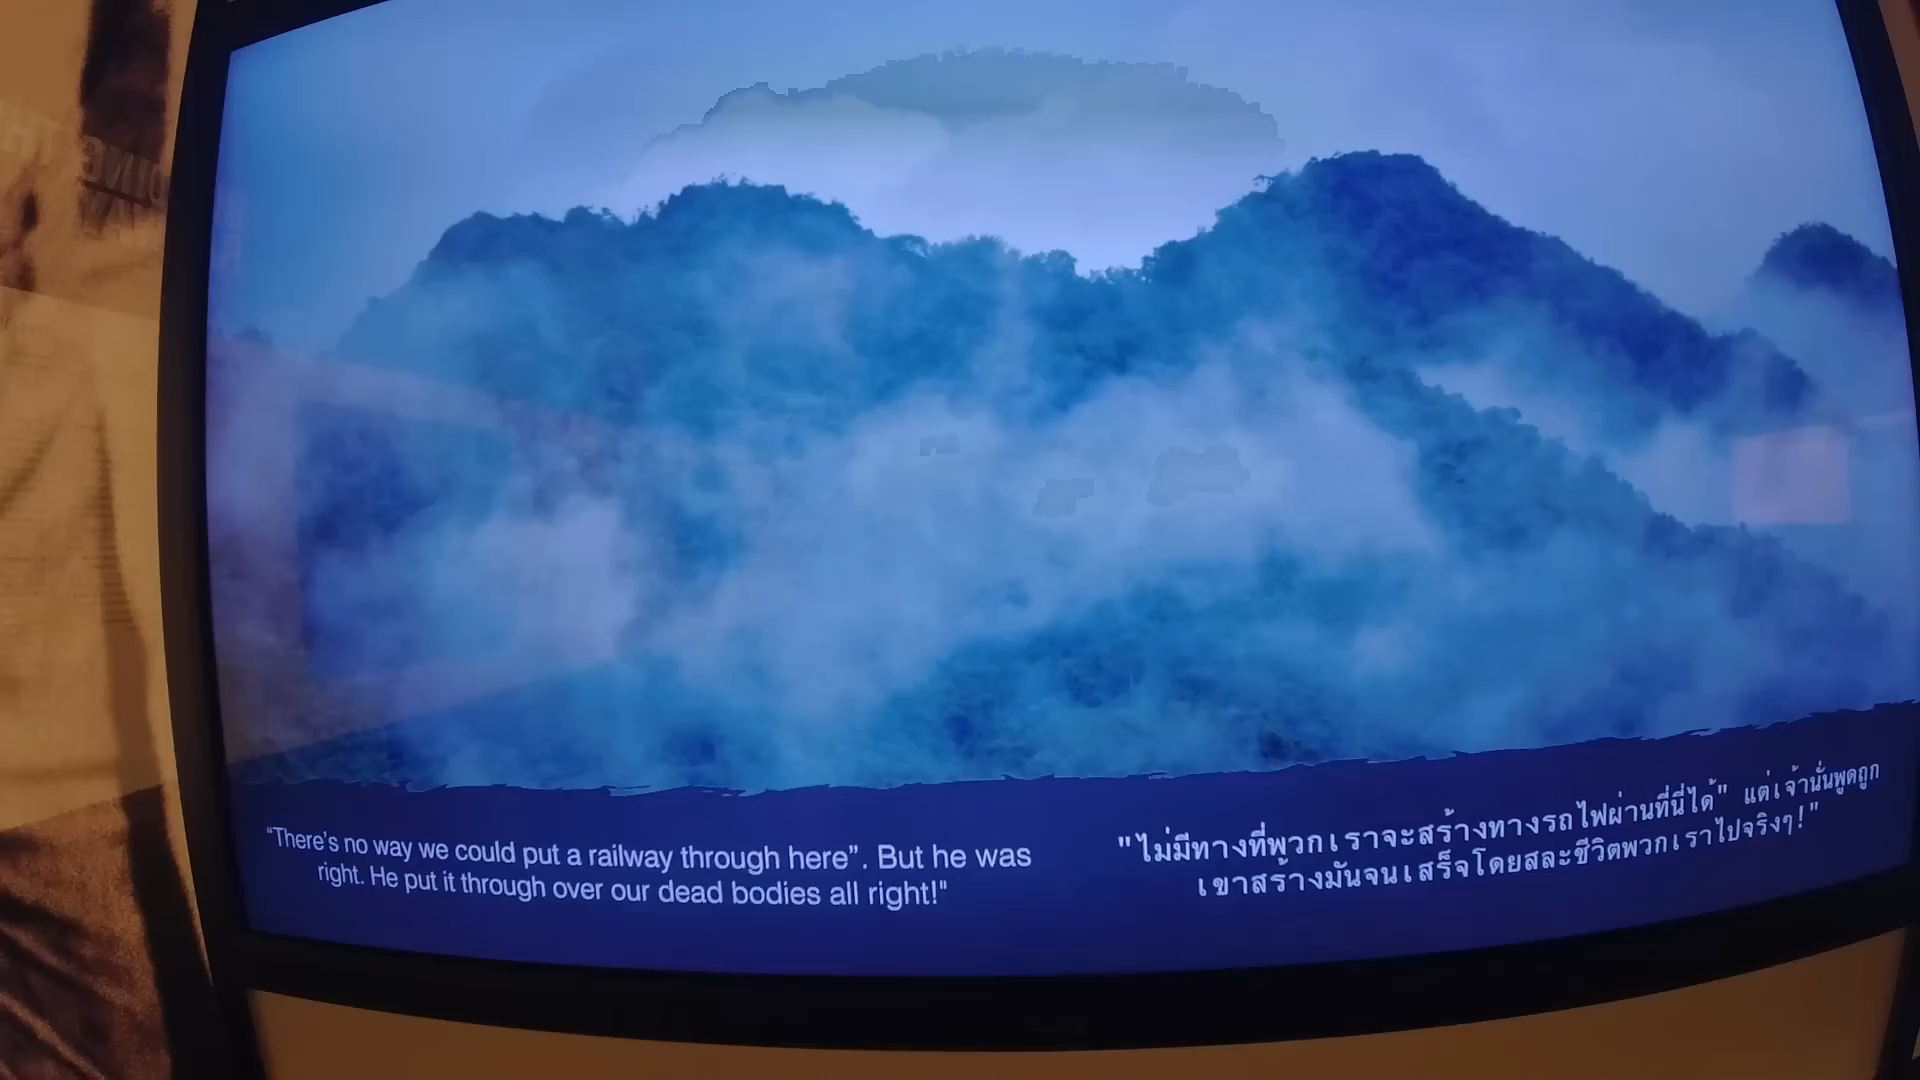 “There’s no way we could put a railway through here”. But he was
right. He put it through over our dead bodies all right!"
"ไม่มีทางที่พวกเราจะสร้างทางรถไฟผ่านที่นี่ได้" แต่เจ้านั่นพูดถูก
เขาสร้างมันจนเสร็จโดยสละชีวิตพวกเราไปจริงๆ!"